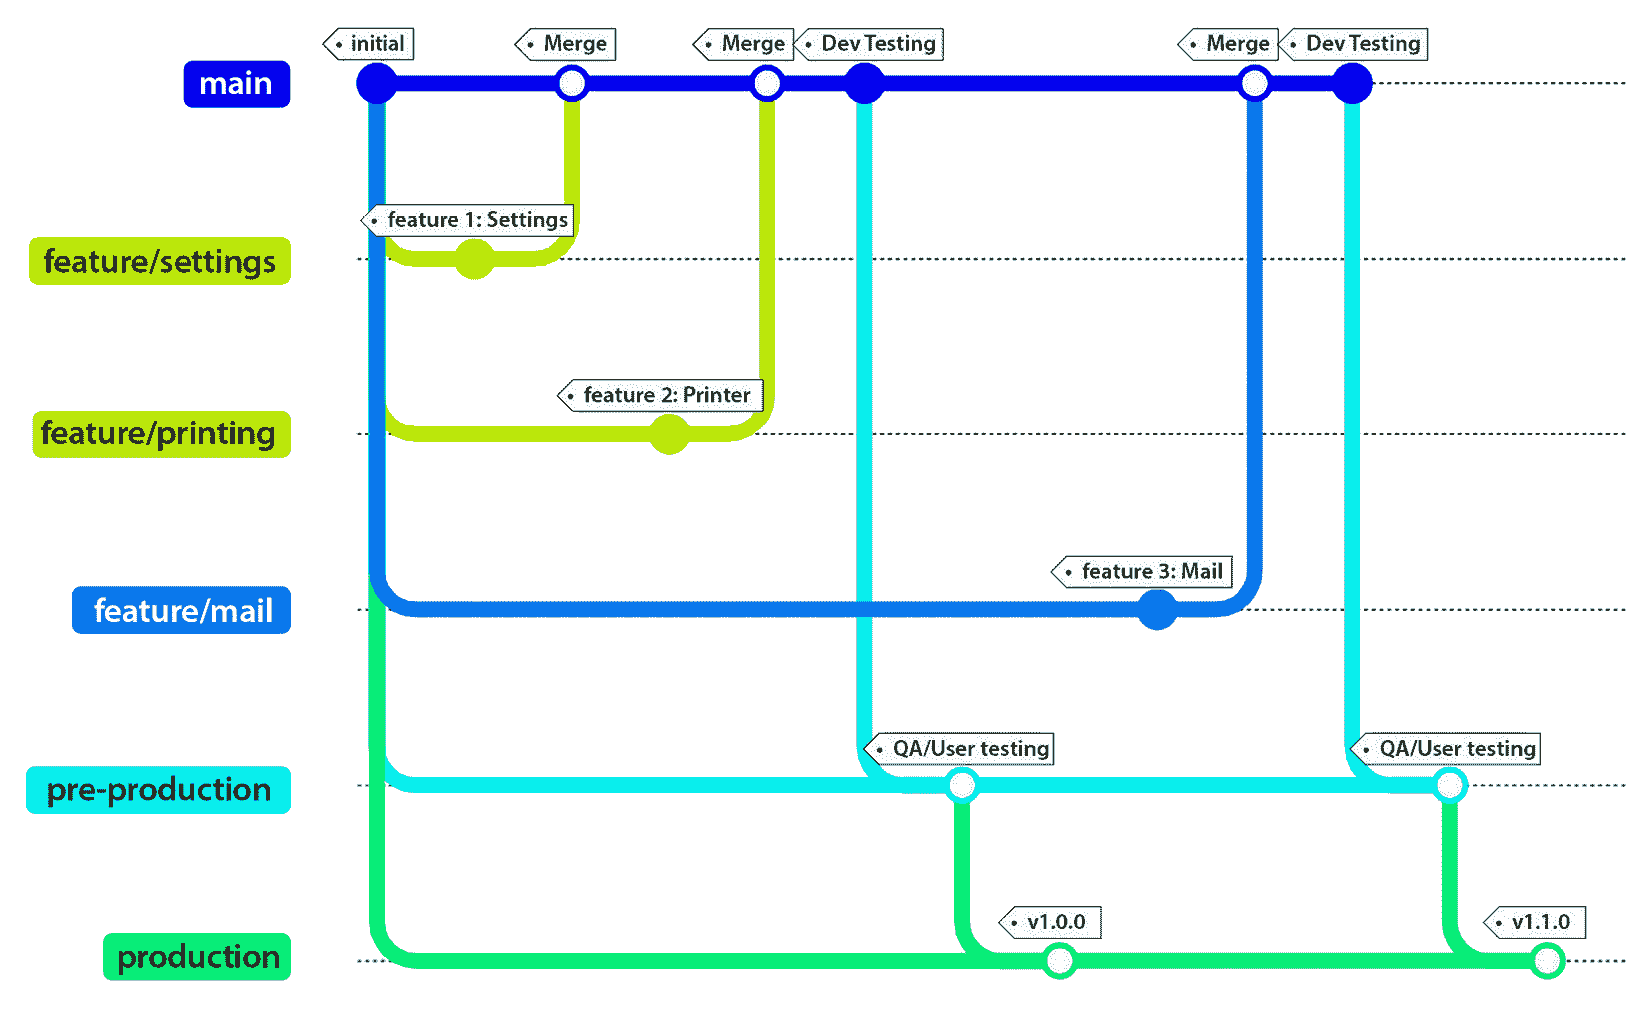 initial
Merge
Merge
Dev Testing
Merge
Dev Testing
main
feature 1: Settings
feature/settings
feature 2: Printer
feature/printing
feature 3: Mail
feature/mail
QA/User testing
QA/User testing
pre-production
v1.0.0
v1.1.0
production